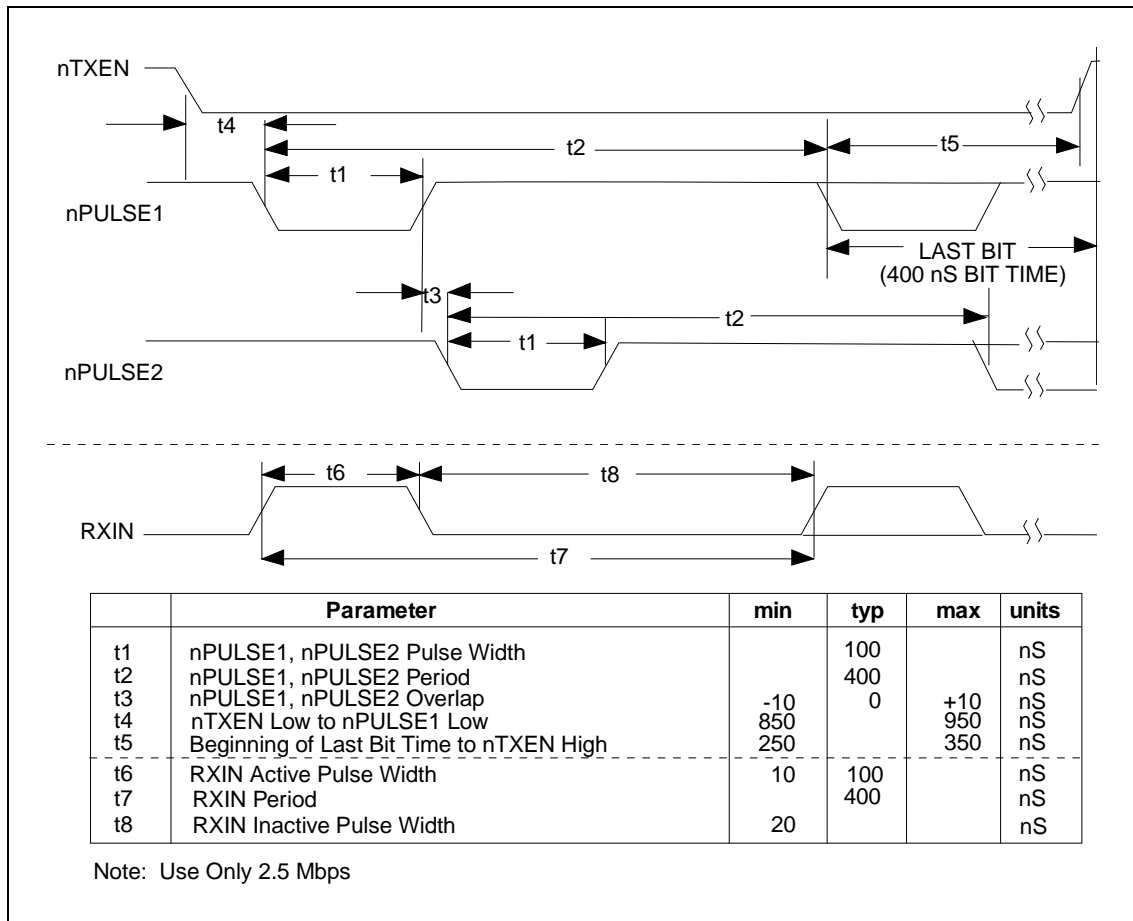 nTXEN
t4
t2
t5
t1
nPULSE1
LAST BIT
(400 nS BIT TIME)
t3
t2
t1
nPULSE2
t6
t8
RXIN
t7
Parameter min typ max units
t1 nPULSE1, nPULSE2 Pulse Width 100 nS
t2 nPULSE1, nPULSE2 Period 400 nS
t3 nPULSE1, nPULSE2 Overlap -10 0 +10 nS
t4 nTXEN Low to nPULSE1 Low 850 950 nS
t5 Beginning of Last Bit Time to nTXEN High 250 350 nS
t6 RXIN Active Pulse Width 10 100 nS
t7 RXIN Period 400 nS
t8 RXIN Inactive Pulse Width 20 nS
Note: Use Only 2.5 Mbps